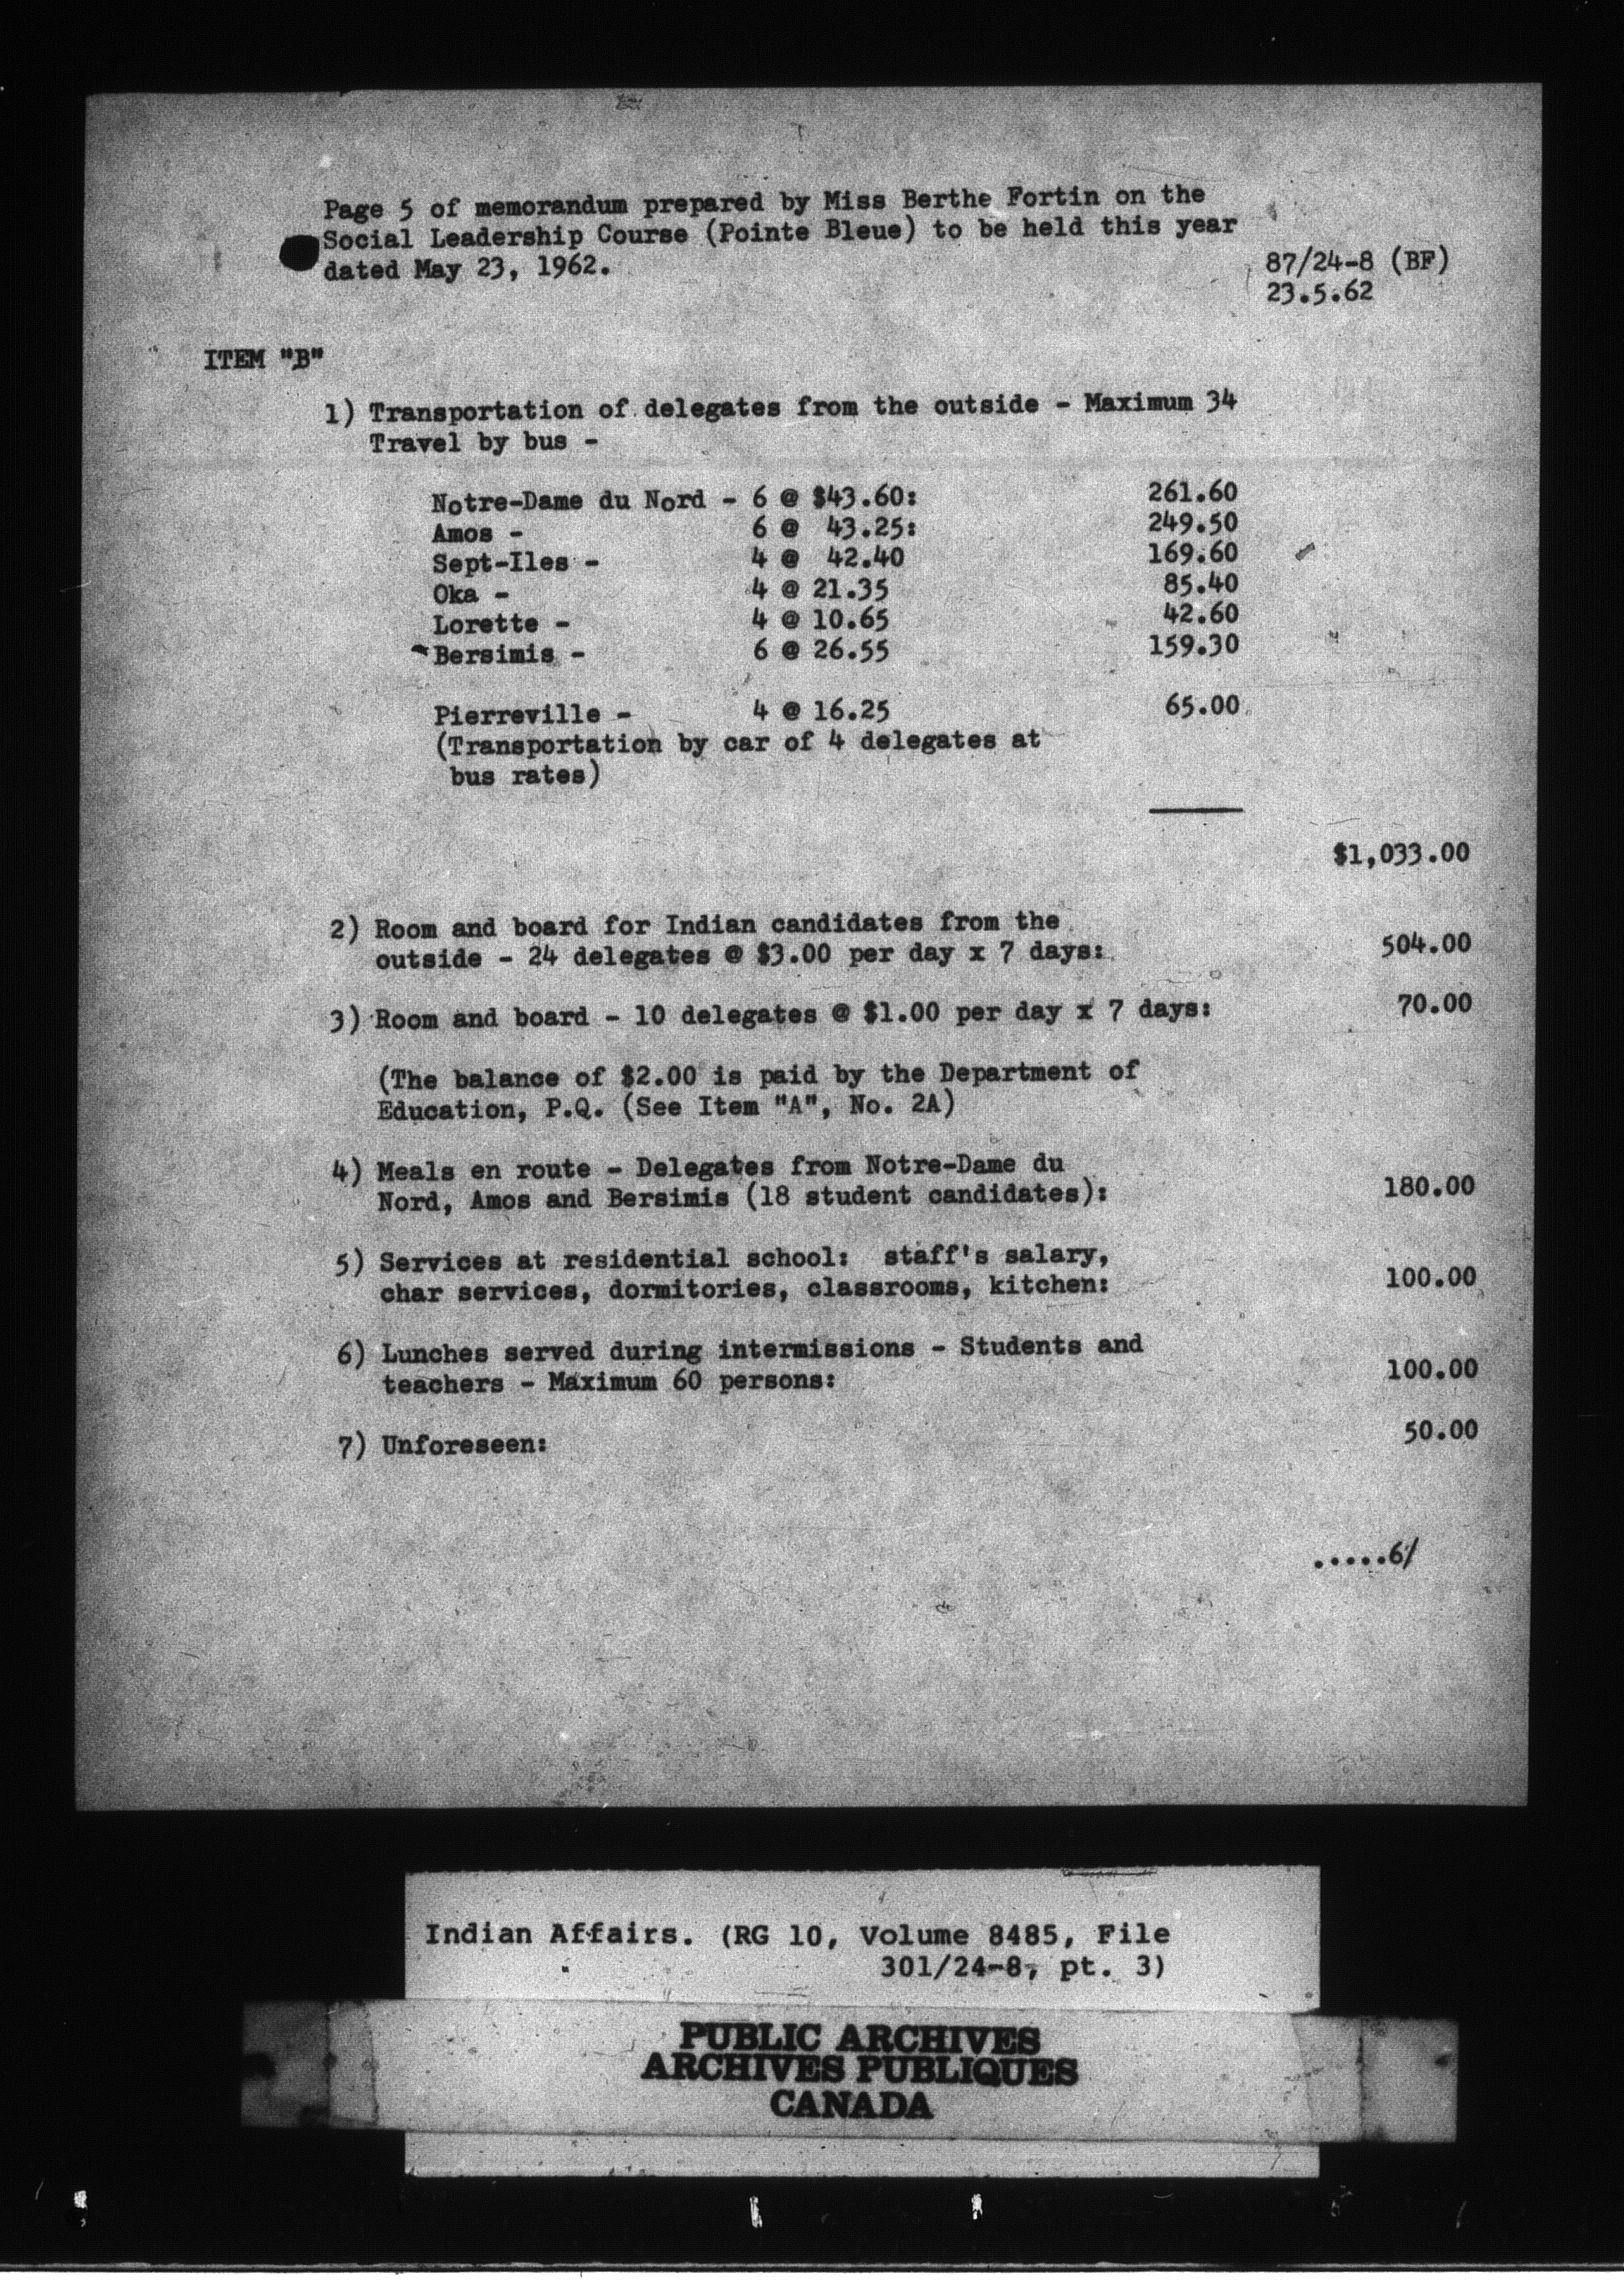 Page 5 of memorandum prepared by Miss Berthe Fortin on the
Social Leadership Course (Pointe Bleue) to be held this year
dated May 23, 1962.
87/24-8 (BF)
23.5.62
ITEM "B"
1) Transportation of delegates from the outside - Maximum 34
Travel by bus -
Notre-Dame du Nord - 6 @ $43.60: 261.60
Amos - 6 @ 43.25: 249.50
Sept-Iles - 4 @ 42.40 169.60
Oka - 4 @ 21.35 85.40
Lorette - 4 @ 10.65 42.60
Bersimis - 6 @ 26.55 159.30
Pierreville - 4 @ 16.25 65.00
(Transportation by car of 4 delegates at
bus rates)
$1,033.00
2) Room and board for Indian candidates from the
outside - 24 delegates @ $3.00 per day x 7 days: 504.00
3) Room and board - 10 delegates @ $1.00 per day x 7 days: 70.00
(The balance of $2.00 is paid by the Department of
Education, P.Q. (See Item "A", No. 2A)
4) Meals en route - Delegates from Notre-Dame du
Nord, Amos and Bersimis (18 student candidates): 180.00
5) Services at residential school: staff's salary,
char services, dormitories, classrooms, kitchen: 100.00
6) Lunches served during intermissions - Students and
teachers - Maximum 60 persons: 100.00
7) Unforeseen: 50.00
.....6/
Indian Affairs. (RG 10, Volume 8485, File
301/24-8, pt. 3)
PUBLIC ARCHIVES
ARCHIVES PUBLIQUES
CANADA